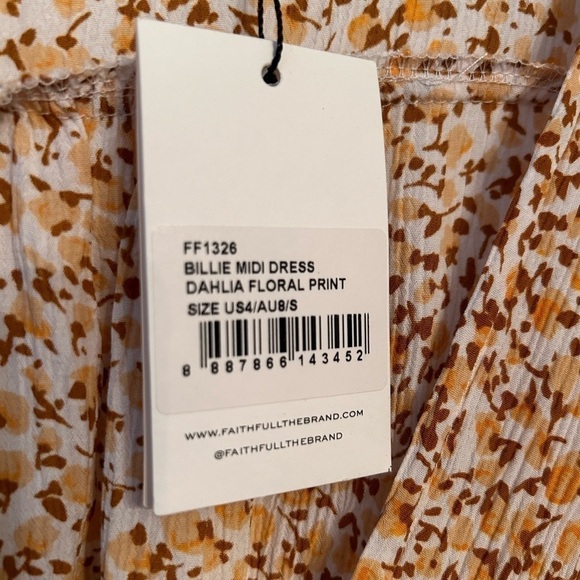 FF1326
BILLIE MIDI DRESS
DAHLIA FLORAL PRINT
SIZE US4/AU8/S
8 887866 143452
WWW.FAITHFULLTHEBRAND.COM
@FAITHFULLTHEBRAND